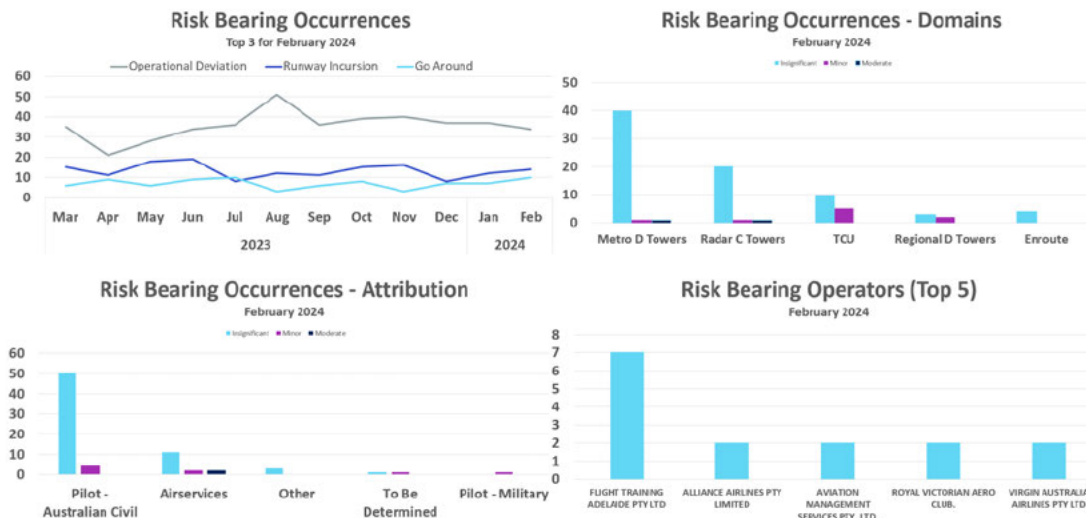 Risk Bearing Occurrences
Top 3 for February 2024
Operational Deviation Runway Incursion Go Around
60
50
40
30
20
10
0
Mar Apr May Jun Jul Aug Sep Oct Nov Dec Jan Feb
2023 2024
Risk Bearing Occurrences - Domains
February 2024
Insignificant Minor Moderate
50
40
30
20
10
0
Metro D Towers Radar C Towers TCU Regional D Towers Enroute
Risk Bearing Occurrences - Attribution
February 2024
Insignificant Minor Moderate
60
50
40
30
20
10
0
Pilot - Airservices Other To Be Pilot - Military
Australian Civil Determined
Risk Bearing Operators (Top 5)
February 2024
8
7
6
5
4
3
2
1
0
FLIGHT TRAINING ALLIANCE AIRLINES PTY AVIATION ROYAL VICTORIAN AERO VIRGIN AUSTRALIA
ADELAIDE PTY LTD LIMITED MANAGEMENT CLUB. AIRLINES PTY LTD
SERVICES PTY. LTD